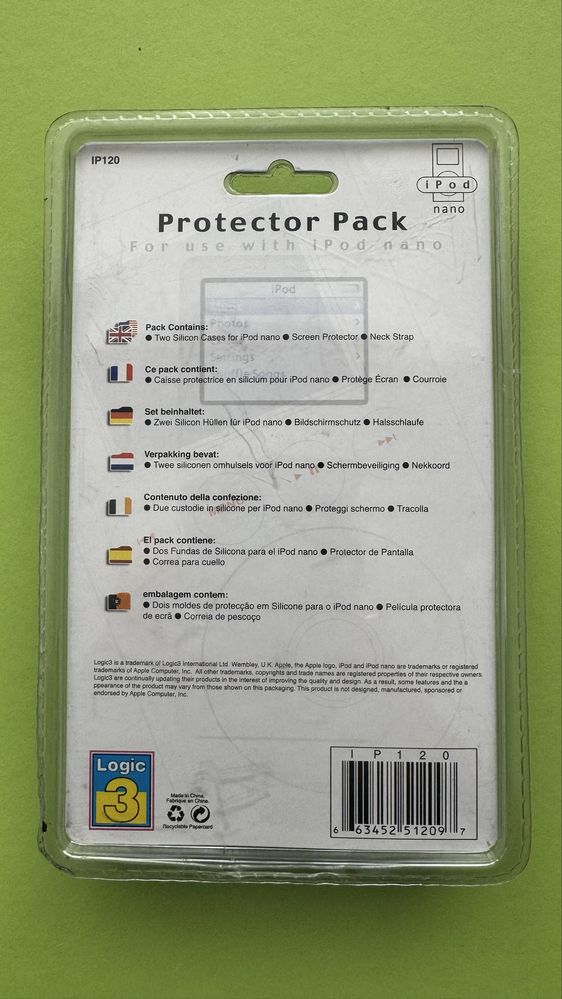 IP120
iPod
nano
Protector Pack
For use with iPod nano
iPod
Photos
Settings
Pack Contains:
● Two Silicon Cases for iPod nano ● Screen Protector ● Neck Strap
Ce pack contient:
● Caisse protectrice en silicium pour iPod nano ● Protège Écran ● Courroie
Set beinhaltet:
● Zwei Silicon Hüllen für iPod nano ● Bildschirmschutz ● Halsschlaufe
Verpakking bevat:
● Twee siliconen omhulsels voor iPod nano ● Schermbeveiliging ● Nekkoord
Contenuto della confezione:
● Due custodie in silicone per iPod nano ● Proteggi schermo ● Tracolla
El pack contiene:
● Dos Fundas de Silicona para el iPod nano ● Protector de Pantalla
● Correa para cuello
embalagem contem:
● Dois moldes de protecção em Silicone para o iPod nano ● Película protectora
de ecrã ● Correia de pescoço
Logic3 is a trademark of Logic3 International Ltd. Wembley, U.K. Apple, the Apple logo, iPod and iPod nano are trademarks or registered
trademarks of Apple Computer, Inc. All other trademarks, copyrights and trade names are registered properties of their respective owners.
Logic3 are continually updating their products in the interest of improving the quality and design. As a result, some features and the a
ppearance of the product may vary from those shown on this packaging. This product is not designed, manufactured, sponsored or
endorsed by Apple Computer, Inc.
Logic
3
Made in China.
Fabrique en Chine.
Recyclable Papercard
IP120
6 63452 51209 7